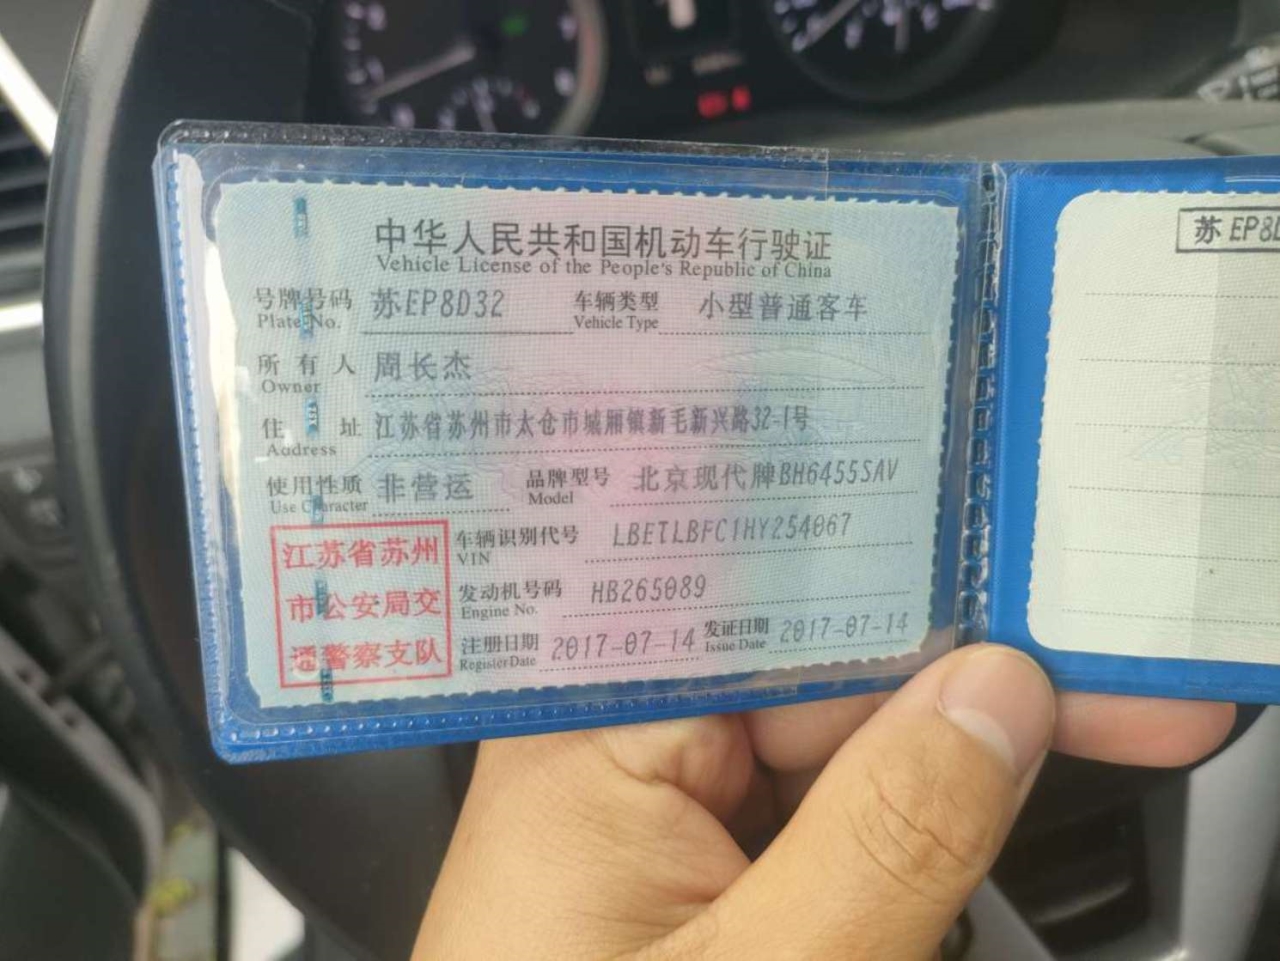 中华人民共和国机动车行驶证
Vehicle License of the People's Republic of China
号牌号码 苏EP8D32 车辆类型 小型普通客车
Plate No. Vehicle Type
所有人 周长杰
Owner
住址 江苏省苏州市太仓市城厢镇新毛新兴路32-1号
Address
使用性质 非营运 品牌型号 北京现代牌BH6455SAV
Use Character Model
车辆识别代号 LBETLBFC1HY254067
VIN
发动机号码 HB265089
Engine No.
注册日期 2017-07-14 发证日期 2017-07-14
Register Date Issue Date
江苏省苏州
市公安局交
通警察支队
苏EP8D